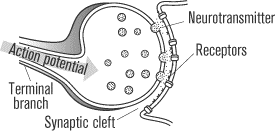 Neurotransmitter
Receptors
Action potential
Terminal
branch
Synaptic cleft